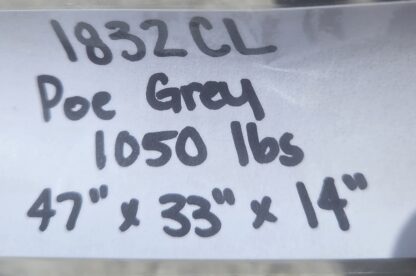 1832CL
Poe Grey
1050 lbs
47" x 33" x 14"